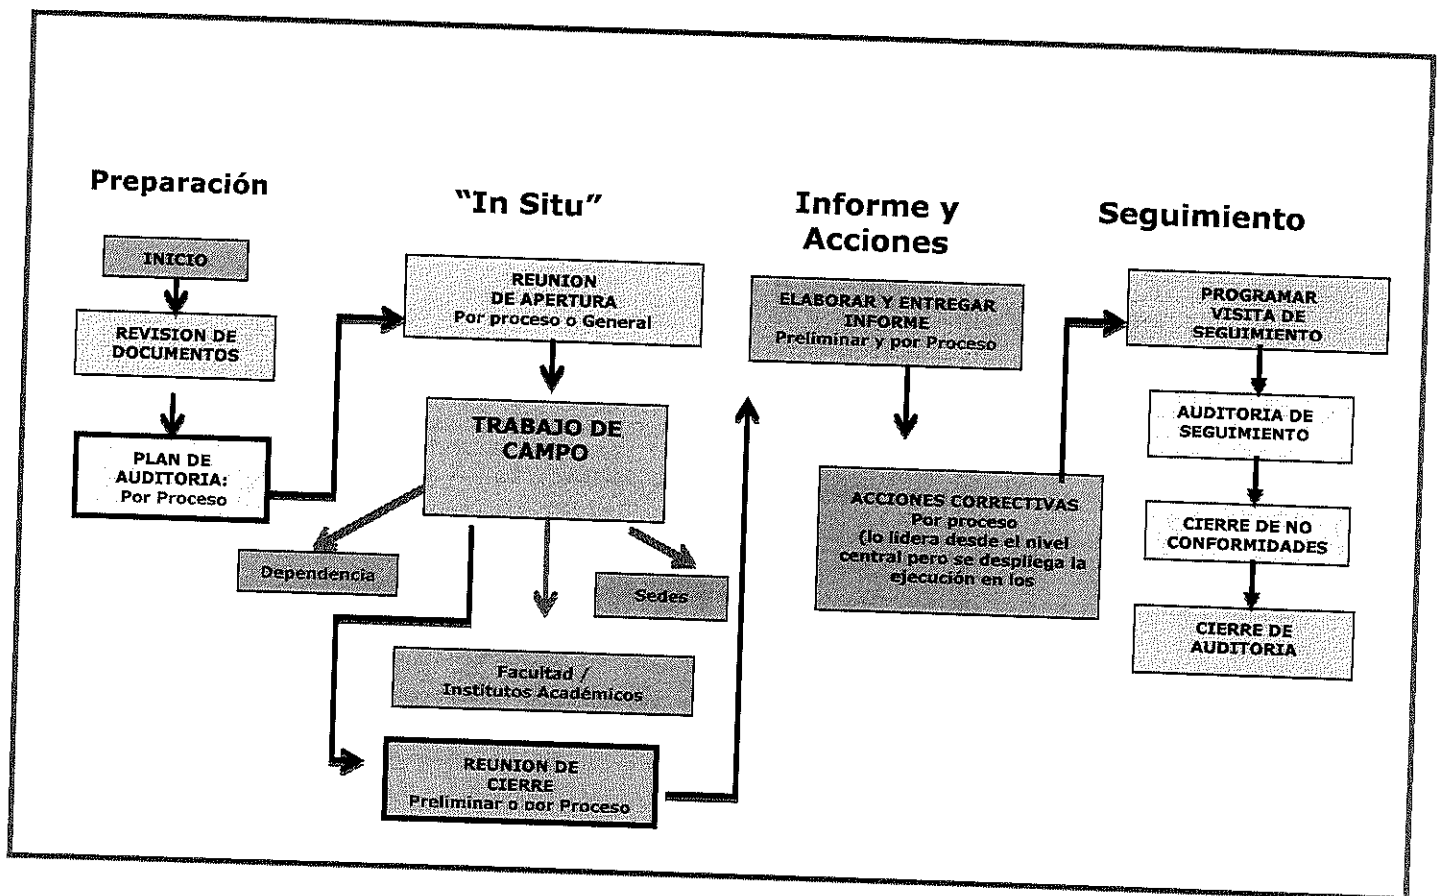 Preparación
INICIO
REVISION DE
DOCUMENTOS
PLAN DE
AUDITORIA:
Por Proceso
“In Situ”
REUNION
DE APERTURA
Por proceso o General
TRABAJO DE
CAMPO
Dependencia
Sedes
Facultad /
Institutos Académicos
REUNION DE
CIERRE
Preliminar o por Proceso
Informe y
Acciones
ELABORAR Y ENTREGAR
INFORME
Preliminar y por Proceso
ACCIONES CORRECTIVAS
Por proceso
(lo lidera desde el nivel
central pero se despliega la
ejecución en los
Seguimiento
PROGRAMAR
VISITA DE
SEGUIMIENTO
AUDITORIA DE
SEGUIMIENTO
CIERRE DE NO
CONFORMIDADES
CIERRE DE
AUDITORIA